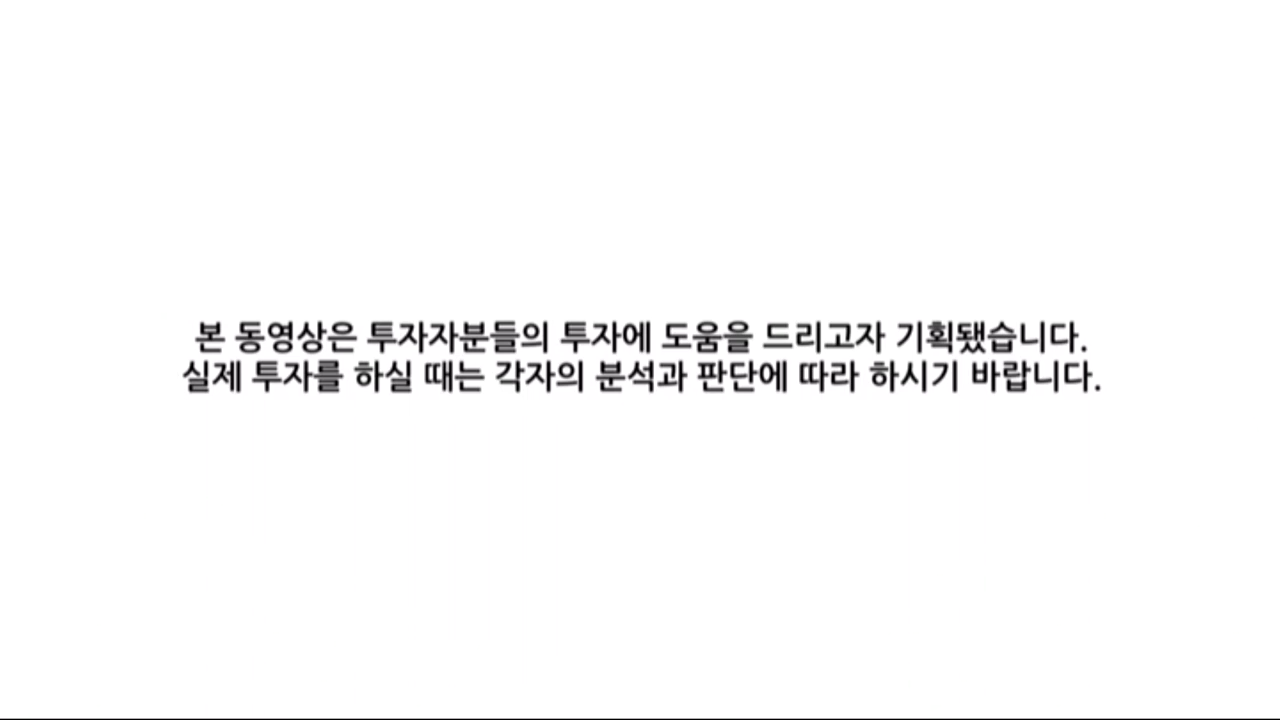 본 동영상은 투자자분들의 투자에 도움을 드리고자 기획됐습니다.
실제 투자를 하실 때는 각자의 분석과 판단에 따라 하시기 바랍니다.